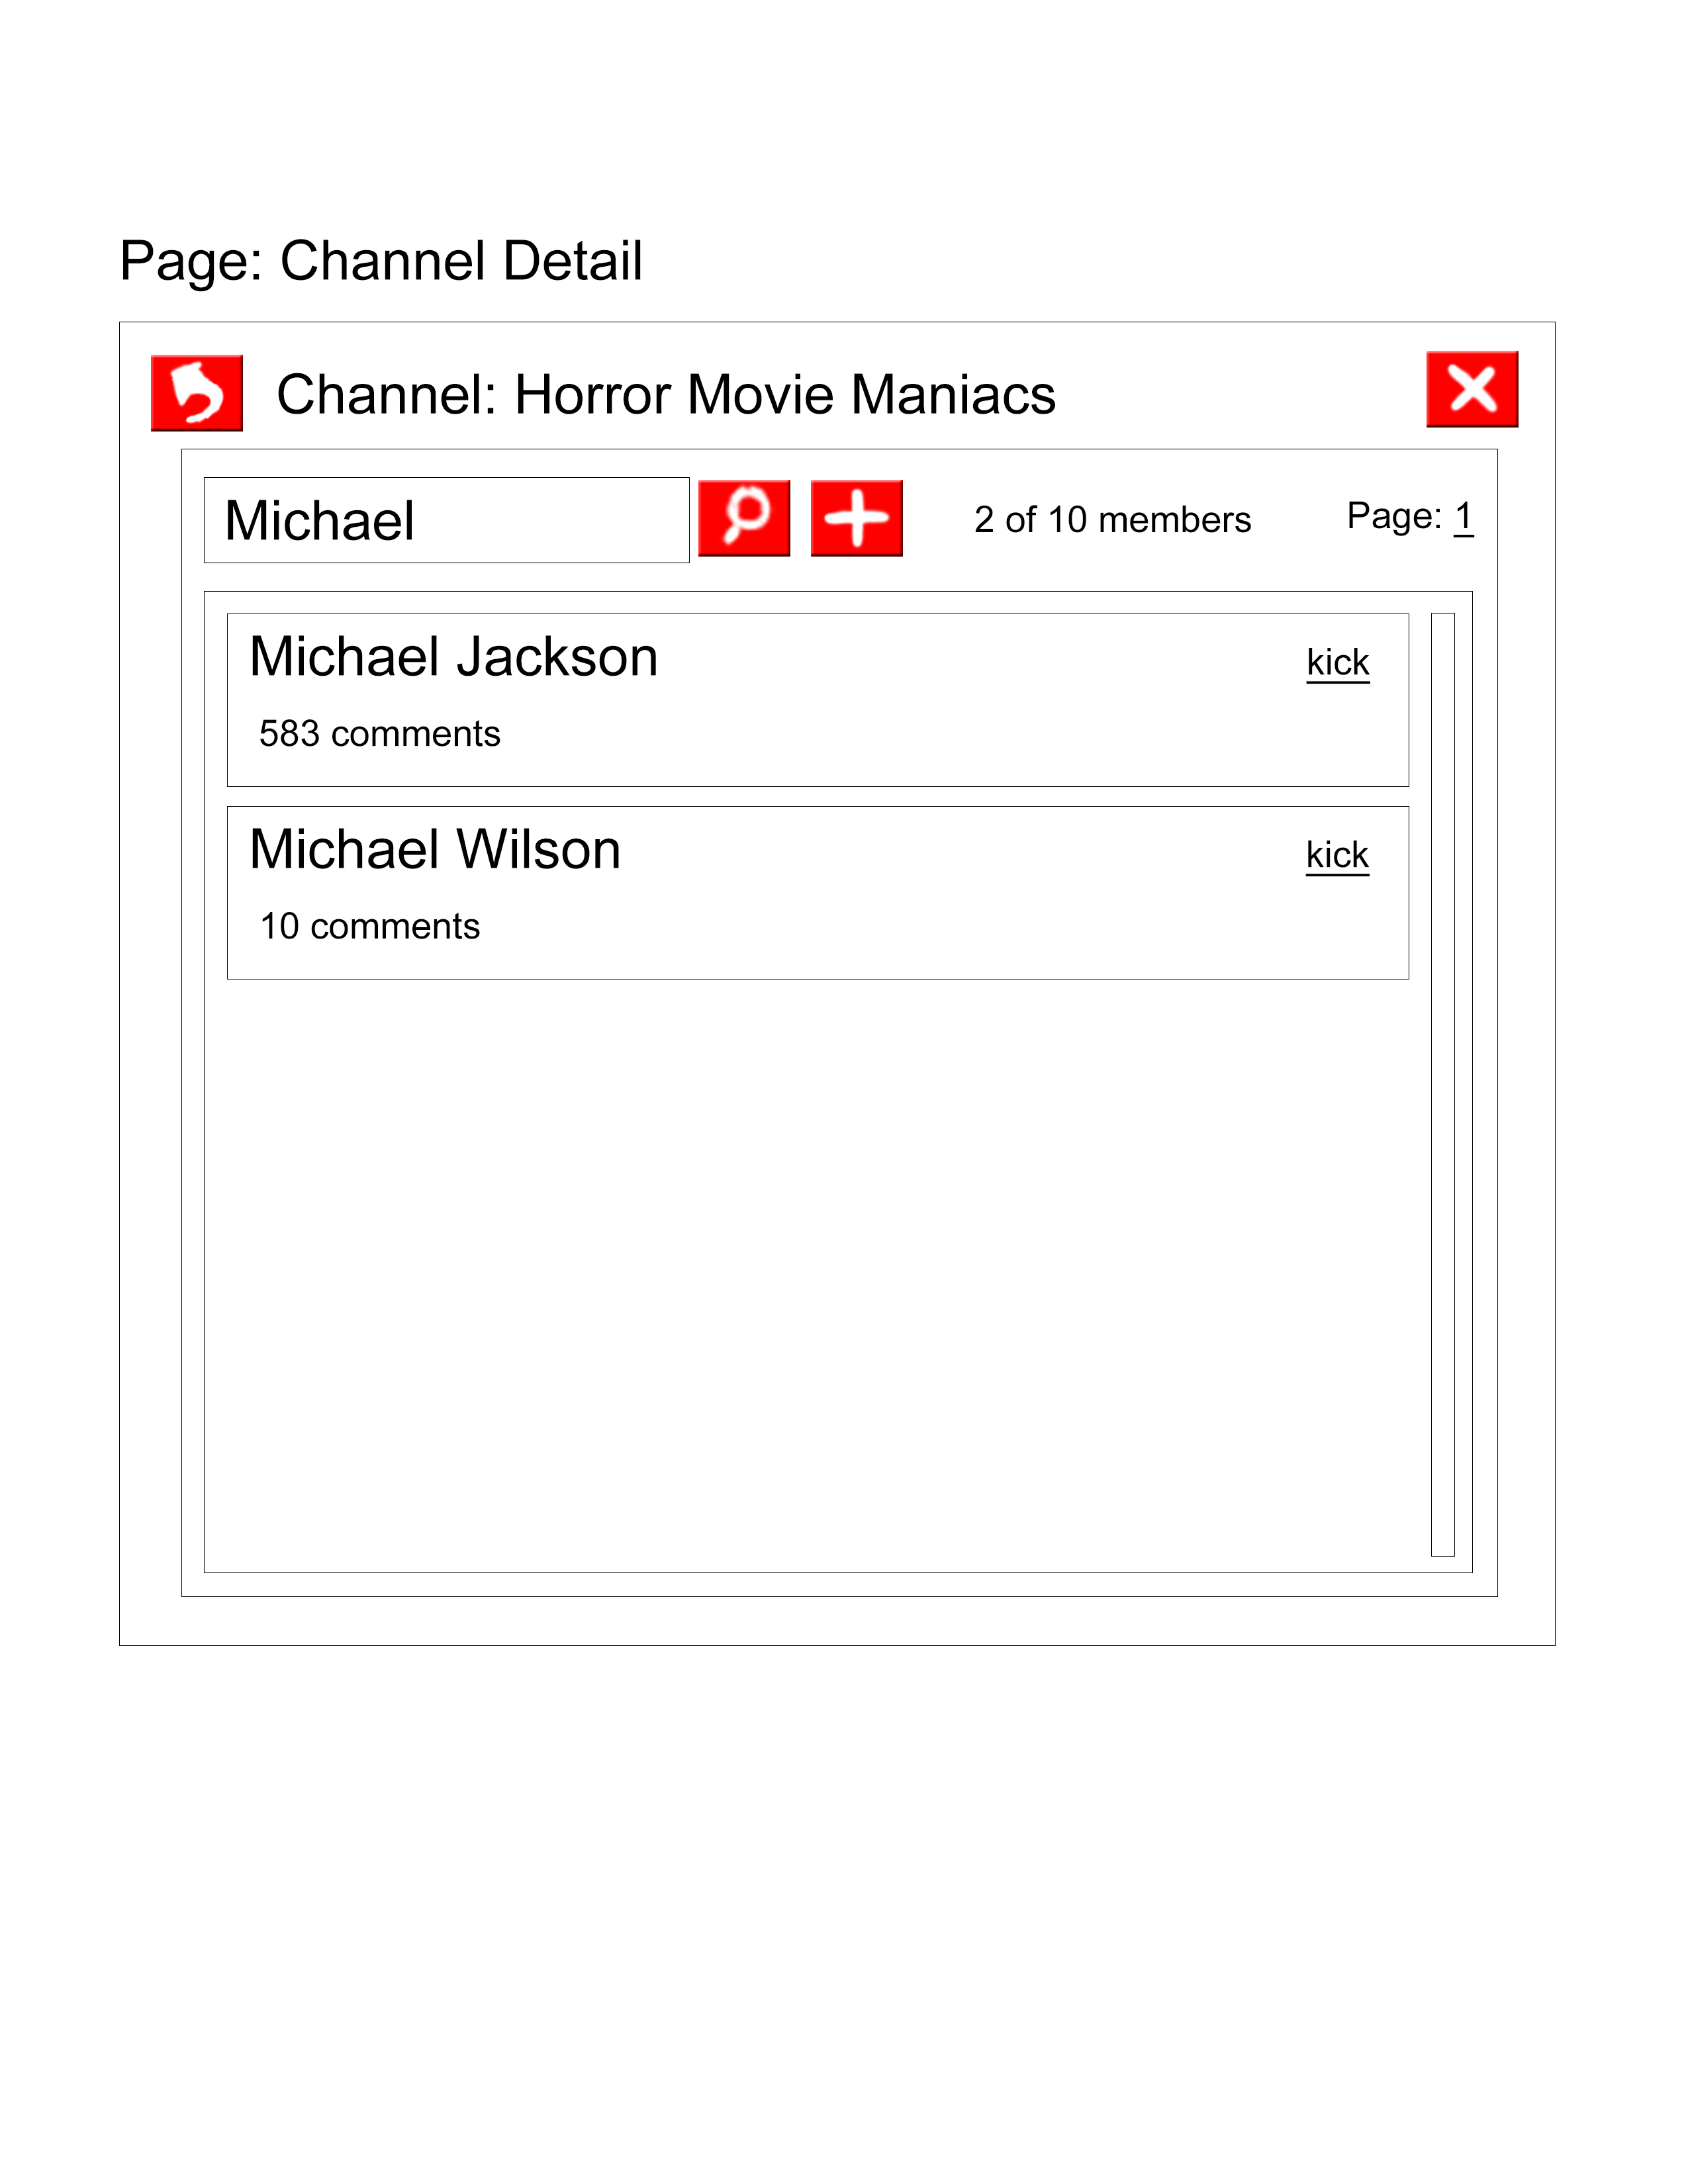 Page: Channel Detail
Channel: Horror Movie Maniacs
Michael
2 of 10 members
Page: 1
Michael Jackson
kick
583 comments
Michael Wilson
kick
10 comments